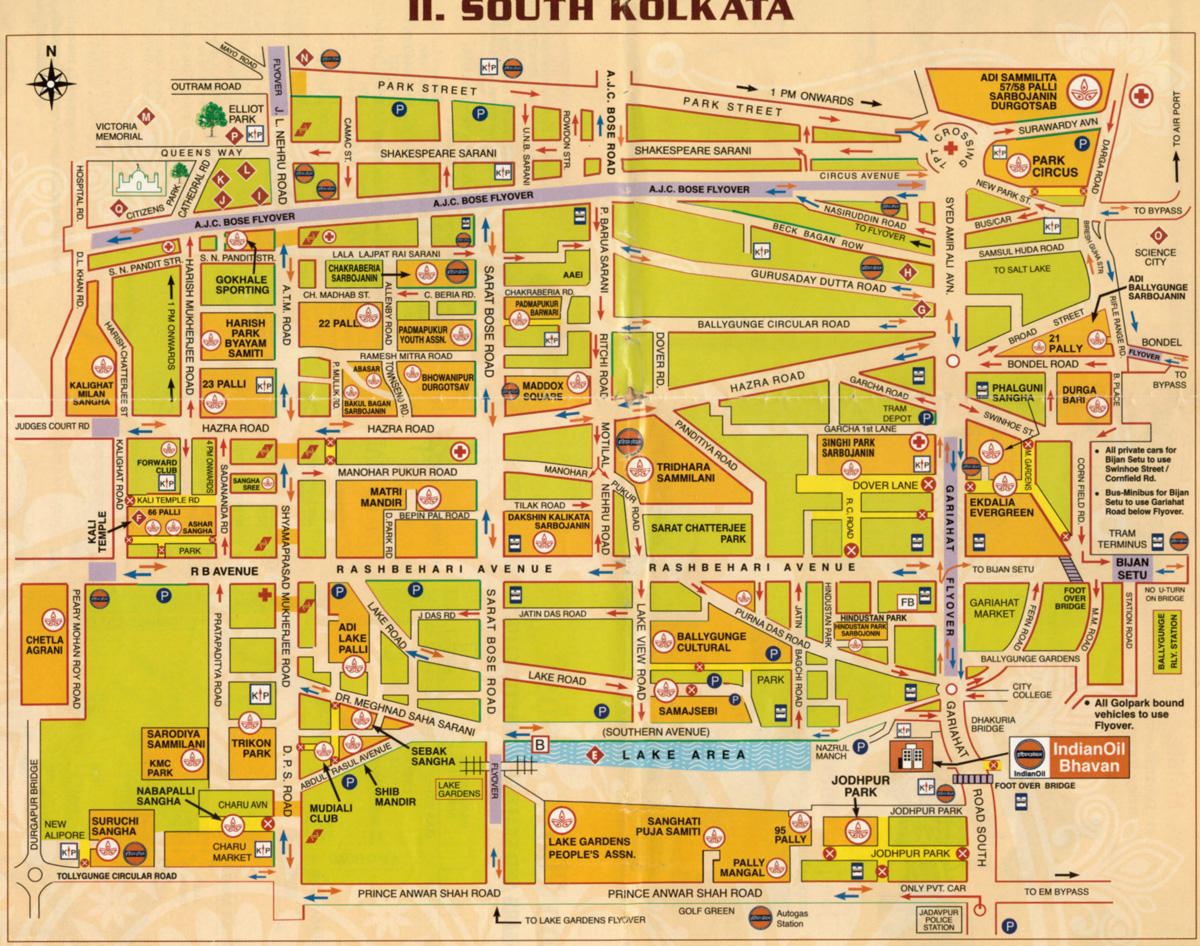 II. SOUTH KOLKATA
N
MAYO ROAD
OUTRAM ROAD
FLYOVER
J. L. NEHRU ROAD
N
K P
PARK STREET
P
P
A.J.C. BOSE ROAD
PARK STREET
1 PM ONWARDS
ADI SAMMILITA
57/58 PALLI
SARBOJANIN
DURGOTSAB
TO AIR PORT
M
VICTORIA
MEMORIAL
ELLIOT
PARK
P
K P
CAMAC ST.
U.N.B. SARANI
ROWDON STR.
7PT. CROSSING
SURAWARDY AVN
P
DARGA ROAD
QUEENS WAY
SHAKESPEARE SARANI
SHAKESPEARE SARANI
K P
PARK
CIRCUS
K P
HOSPITAL RD.
CITIZENS PARK
CATHEDRAL RD
Q
L
K
J
I
K P
CIRCUS AVENUE
NEW PARK ST.
A.J.C. BOSE FLYOVER
A.J.C. BOSE FLYOVER
A.J.C. BOSE FLYOVER
NASIRUDDIN ROAD
TO FLYOVER
SYED AMIR ALI AVN.
BUS/CAR
K P
TO BYPASS
BECK BAGAN ROW
K P
SAMSUL HUDA ROAD
BIRESH GUHA STR
O
SCIENCE
CITY
D.L. KHAN RD.
S. N. PANDIT STR.
S. N. PANDIT STR.
LALA LAJPAT RAI SARANI
P. BARUA SARANI
AAEI
GURUSADAY DUTTA ROAD
H
TO SALT LAKE
GOKHALE
SPORTING
CHAKRABERIA
SARBOJANIN
HARISH MUKHERJEE ROAD
A.T.M. ROAD
CH. MADHAB ST.
ALLENBY ROAD
C. BERIA RD.
SARAT BOSE ROAD
CHAKRABERIA RD.
PADMAPUKUR
BARWARI
K P
G
ADI
BALLYGUNGE
SARBOJANIN
RIFLE RANGE RD.
1 PM ONWARDS
HARISH
PARK
BYAYAM
SAMITI
22 PALLI
PADMAPUKUR
YOUTH ASSN.
BALLYGUNGE CIRCULAR ROAD
BROAD STREET
21
PALLY
BONDEL
FLYOVER
RAMESH MITRA ROAD
RITCHI ROAD
DOVER RD.
BONDEL ROAD
TO
BYPASS
HARISH CHATTERJEE ST
KALIGHAT
MILAN
SANGHA
23 PALLI
K P
P. MULLIK RD.
ABASAR
BAKUL BAGAN
SARBOJANIN
TOWNSEND RD.
BHOWANIPUR
DURGOTSAV
MADDOX
SQUARE
HAZRA ROAD
GARCHA ROAD
PHALGUNI
SANGHA
DURGA
BARI
B. PLACE
TRAM
DEPOT
P
JUDGES COURT RD
HAZRA ROAD
HAZRA ROAD
GARCHA 1st LANE
SWINHOE ST.
KALIGHAT ROAD
FORWARD
CLUB
K P
4 PM ONWARDS
SADANANDA RD
MOTILAL NEHRU ROAD
PANDITIYA ROAD
SINGHI PARK
SARBOJANIN
M. GARDENS
CORN FIELD RD.
• All private cars for
Bijan Setu to use
Swinhoe Street /
Cornfield Rd.
• Bus-Minibus for Bijan
Setu to use Gariahat
Road below Flyover.
MANOHAR PUKUR ROAD
MANOHAR PUKUR ROAD
TRIDHARA
SAMMILANI
DOVER LANE
GARIAHAT FLYOVER
SANGHA
SREE
KALI TEMPLE RD
MATRI
MANDIR
TILAK ROAD
R. C. ROAD
EKDALIA
EVERGREEN
KALI
TEMPLE
F
66 PALLI
ASHAR
SANGHA
SHYAMAPRASAD MUKHERJEE ROAD
D.PARK RD
BEPIN PAL ROAD
DAKSHIN KALIKATA
SARBOJANIN
SARAT CHATTERJEE
PARK
TRAM
TERMINUS
PARK
R B AVENUE
RASHBEHARI AVENUE
RASHBEHARI AVENUE
TO BIJAN SETU
BIJAN
SETU
P
P
P
FOOT
OVER
BRIDGE
NO U-TURN
ON BRIDGE
CHETLA
AGRANI
PEARY MOHAN ROY ROAD
PRATAPADITYA ROAD
LAKE ROAD
J DAS RD
SARAT BOSE ROAD
JATIN DAS ROAD
PURNA DAS ROAD
JATIN BAGCHI ROAD
HINDUSTAN PARK
FB
HINDUSTAN PARK
HINDUSTAN PARK
SARBOJONIN
GARIAHAT
MARKET
FERN ROAD
M.M. ROAD
STATION ROAD
BALLYGUNGE
RLY. STATION
ADI
LAKE
PALLI
LAKE VIEW ROAD
BALLYGUNGE
CULTURAL
P
BALLYGUNGE GARDENS
LAKE ROAD
P
PARK
CITY
COLLEGE
K P
DR. MEGHNAD SAHA SARANI
P
SAMAJSEBI
P
• All Golpart bound
vehicles to use
Flyover.
(SOUTHERN AVENUE)
GARIAHAT ROAD SOUTH
DHAKURIA
BRIDGE
SARODIYA
SAMMILANI
KMC
PARK
TRIKON
PARK
D. P. S. ROAD
SEBAK
SANGHA
B
E
LAKE AREA
NAZRUL
MANCH
P
K P
IndianOil
IndianOil
Bhavan
ABDUL RASUL AVENUE
P
SHIB
MANDIR
FLYOVER
LAKE
GARDENS
FOOT OVER BRIDGE
DURGAPUR BRIDGE
NABAPALLI
SANGHA
CHARU AVN
MUDIALI
CLUB
JODHPUR
PARK
K P
JODHPUR PARK
NEW
ALIPORE
K P
SURUCHI
SANGHA
CHARU
MARKET
K P
LAKE GARDENS
PEOPLE'S ASSN.
SANGHATI
PUJA SAMITI
95
PALLY
PALLY
MANGAL
JODHPUR PARK
TOLLYGUNGE CIRCULAR ROAD
PRINCE ANWAR SHAH ROAD
PRINCE ANWAR SHAH ROAD
ONLY PVT. CAR
TO EM BYPASS
TO LAKE GARDENS FLYOVER
GOLF GREEN
Autogas
Station
JADAVPUR
POLICE
STATION
P